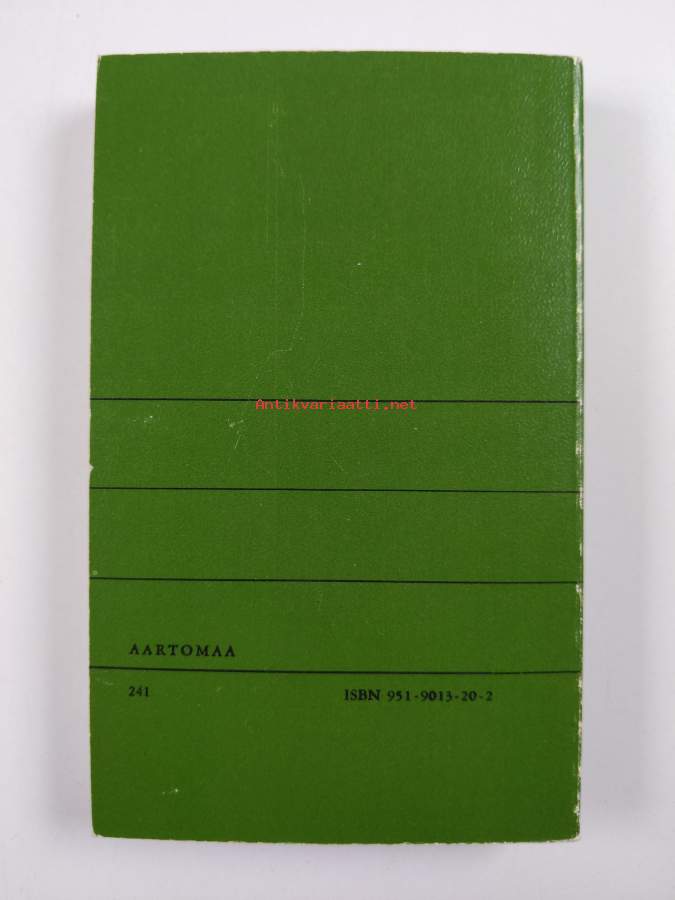 Antikvariaatti.net
AARTOMAA
241
ISBN 951-9013-20-2